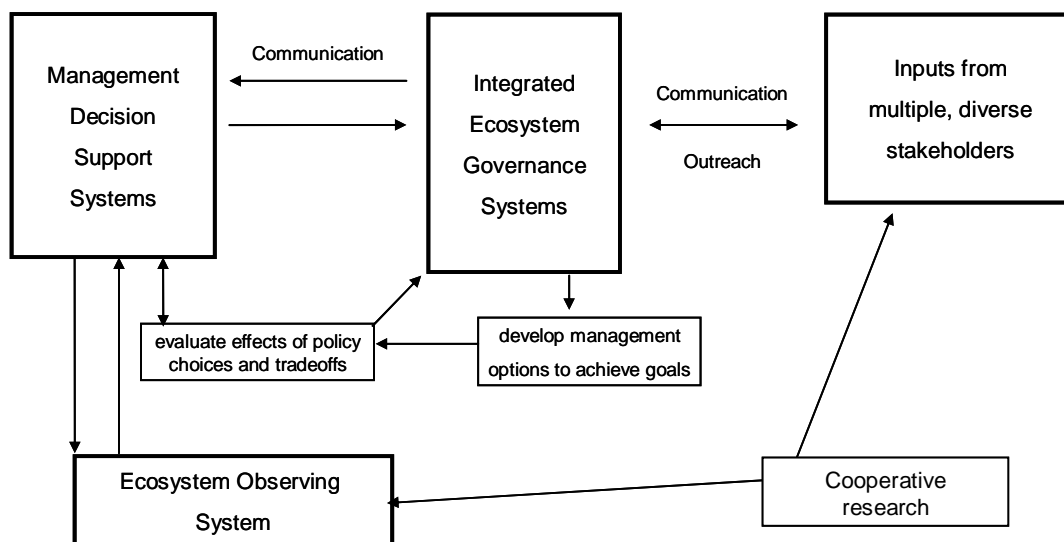 Management
Decision
Support
Systems
Communication
Integrated
Ecosystem
Governance
Systems
Communication
Outreach
Inputs from
multiple, diverse
stakeholders
evaluate effects of policy
choices and tradeoffs
develop management
options to achieve goals
Ecosystem Observing
System
Cooperative
research